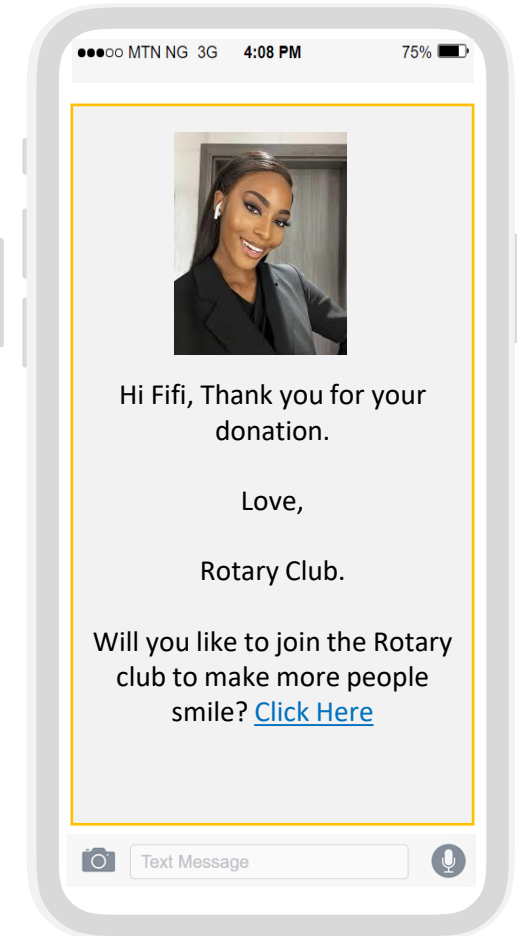 ●●●○○ MTN NG 3G 4:08 PM 75%
Hi Fifi, Thank you for your
donation.
Love,
Rotary Club.
Will you like to join the Rotary
club to make more people
smile? Click Here
Text Message